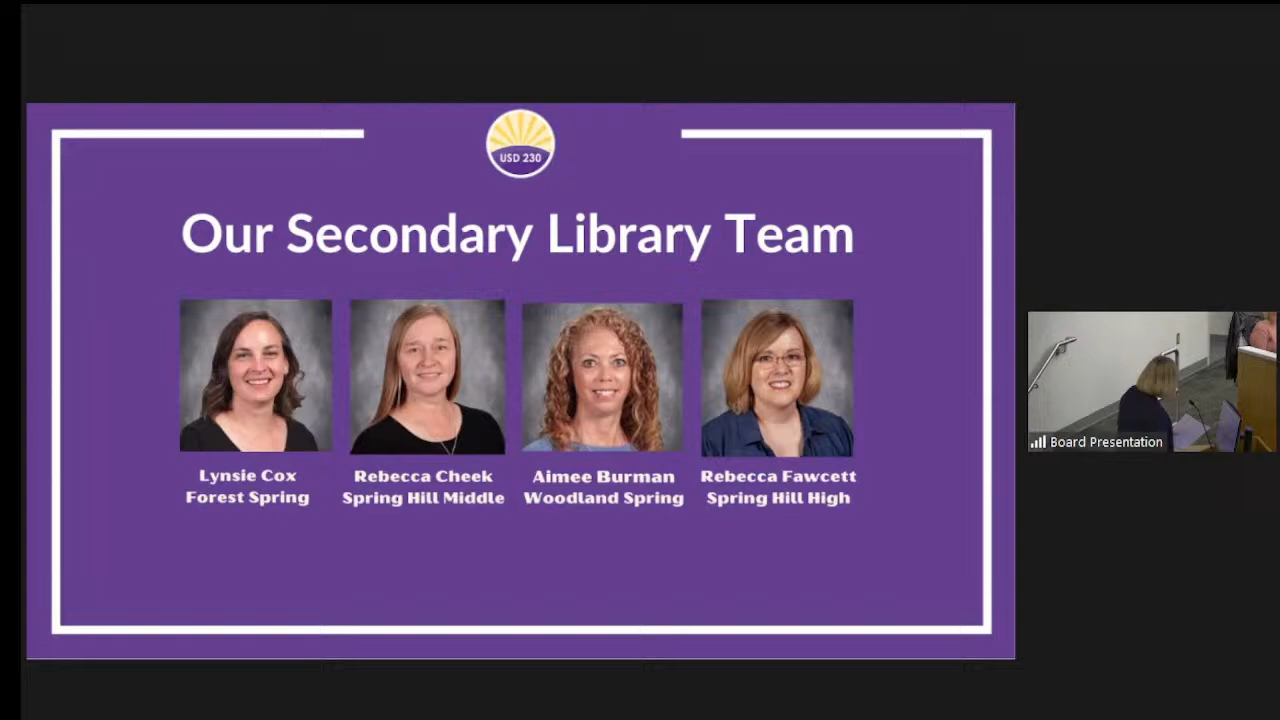 USD 230
Our Secondary Library Team
Lynsie Cox
Forest Spring
Rebecca Cheek
Spring Hill Middle
Aimee Burman
Woodland Spring
Rebecca Fawcett
Spring Hill High
Board Presentation